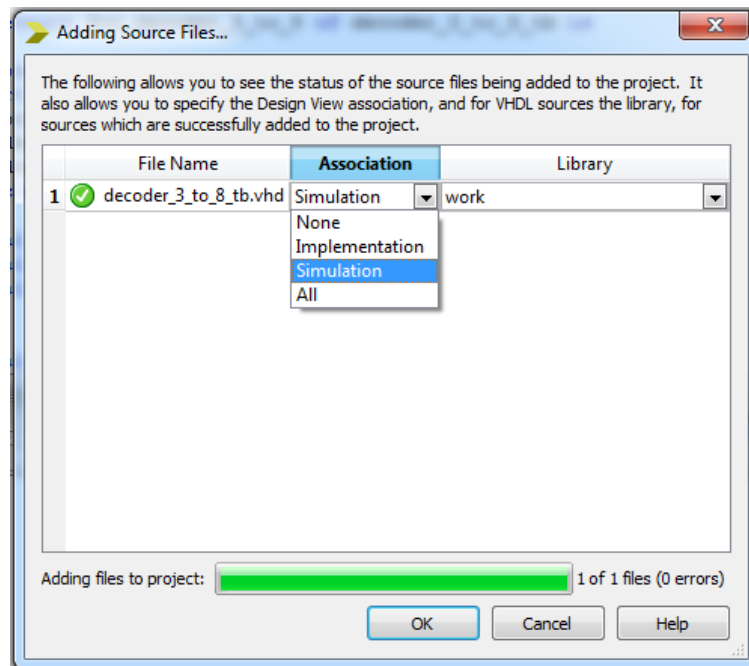 Adding Source Files...
The following allows you to see the status of the source files being added to the project. It
also allows you to specify the Design View association, and for VHDL sources the library, for
sources which are successfully added to the project.
File Name Association Library
1 decoder_3_to_8_tb.vhd Simulation work
None
Implementation
Simulation
All
Adding files to project: 1 of 1 files (0 errors)
OK Cancel Help